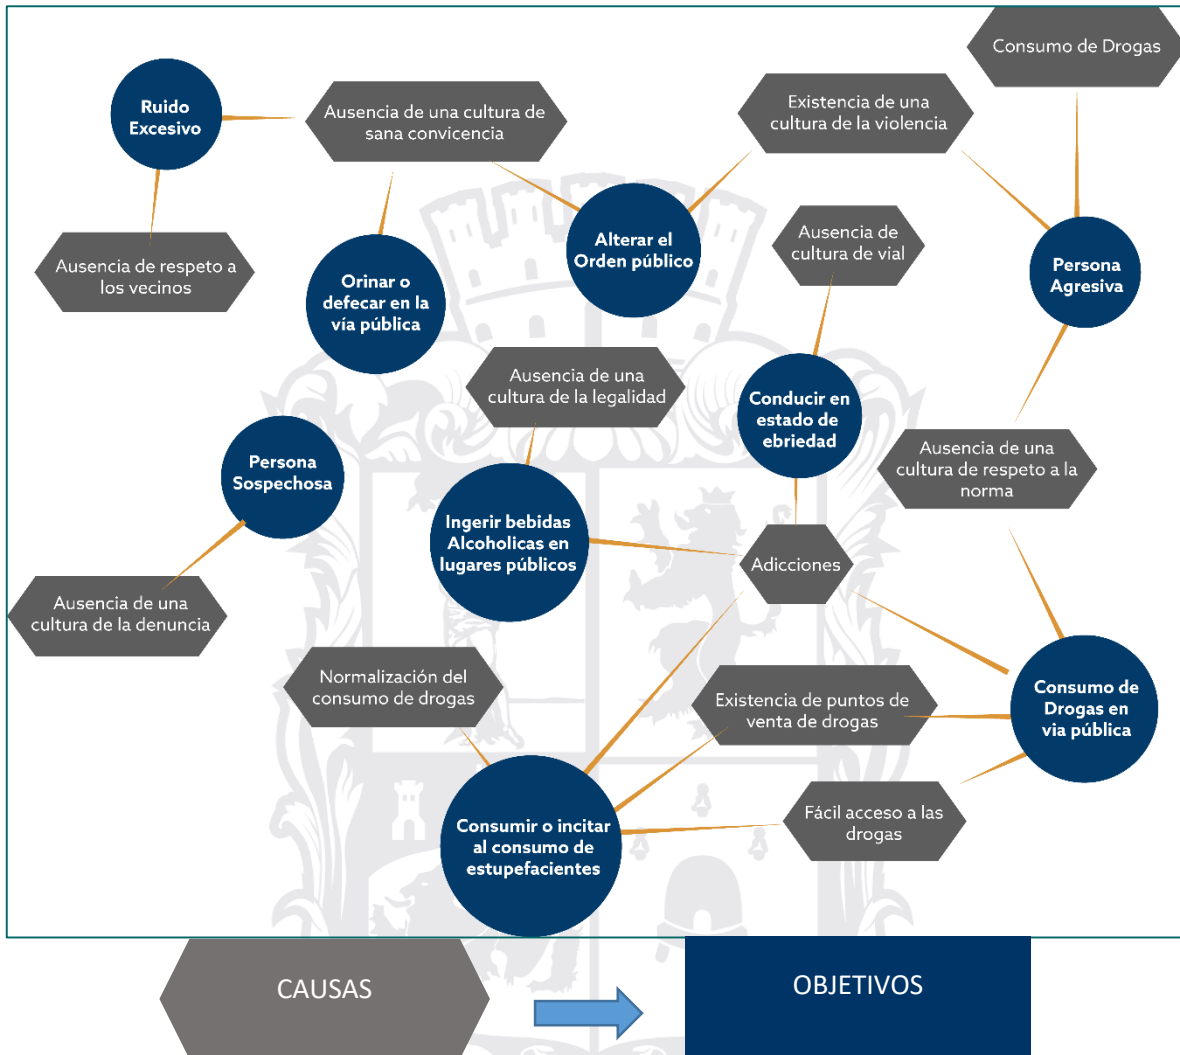 Consumo de Drogas
Ruido
Excesivo
Ausencia de una cultura de
sana convicencia
Existencia de una
cultura de la violencia
Ausencia de respeto a
los vecinos
Orinar o
defecar en la
vía pública
Alterar el
Orden público
Ausencia de
cultura de vial
Persona
Agresiva
Ausencia de una
cultura de la legalidad
Conducir en
estado de
ebriedad
Persona
Sospechosa
Ausencia de una
cultura de respeto a la
norma
Ingerir bebidas
Alcoholicas en
lugares públicos
Adicciones
Ausencia de una
cultura de la denuncia
Normalización del
consumo de drogas
Existencia de puntos de
venta de drogas
Consumo de
Drogas en
via pública
Consumir o incitar
al consumo de
estupefacientes
Fácil acceso a las
drogas
CAUSAS
OBJETIVOS